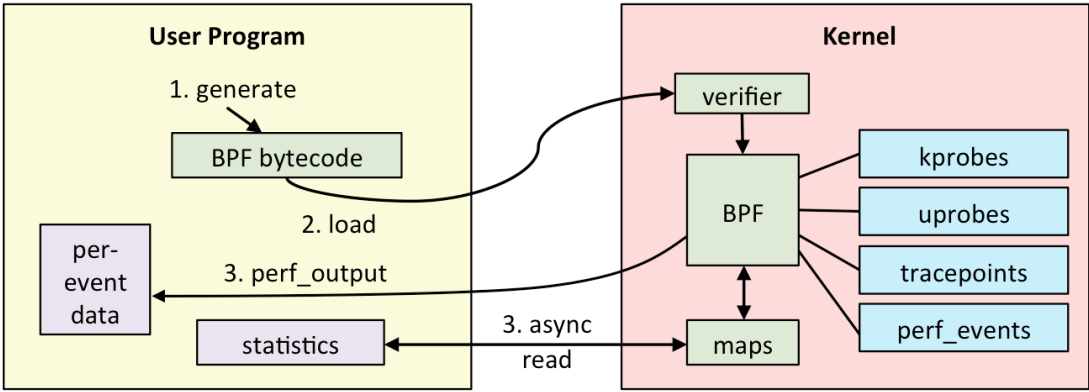 User Program
1. generate
BPF bytecode
2. load
per-
event
data
3. perf_output
statistics
3. async
read
Kernel
verifier
BPF
maps
kprobes
uprobes
tracepoints
perf_events